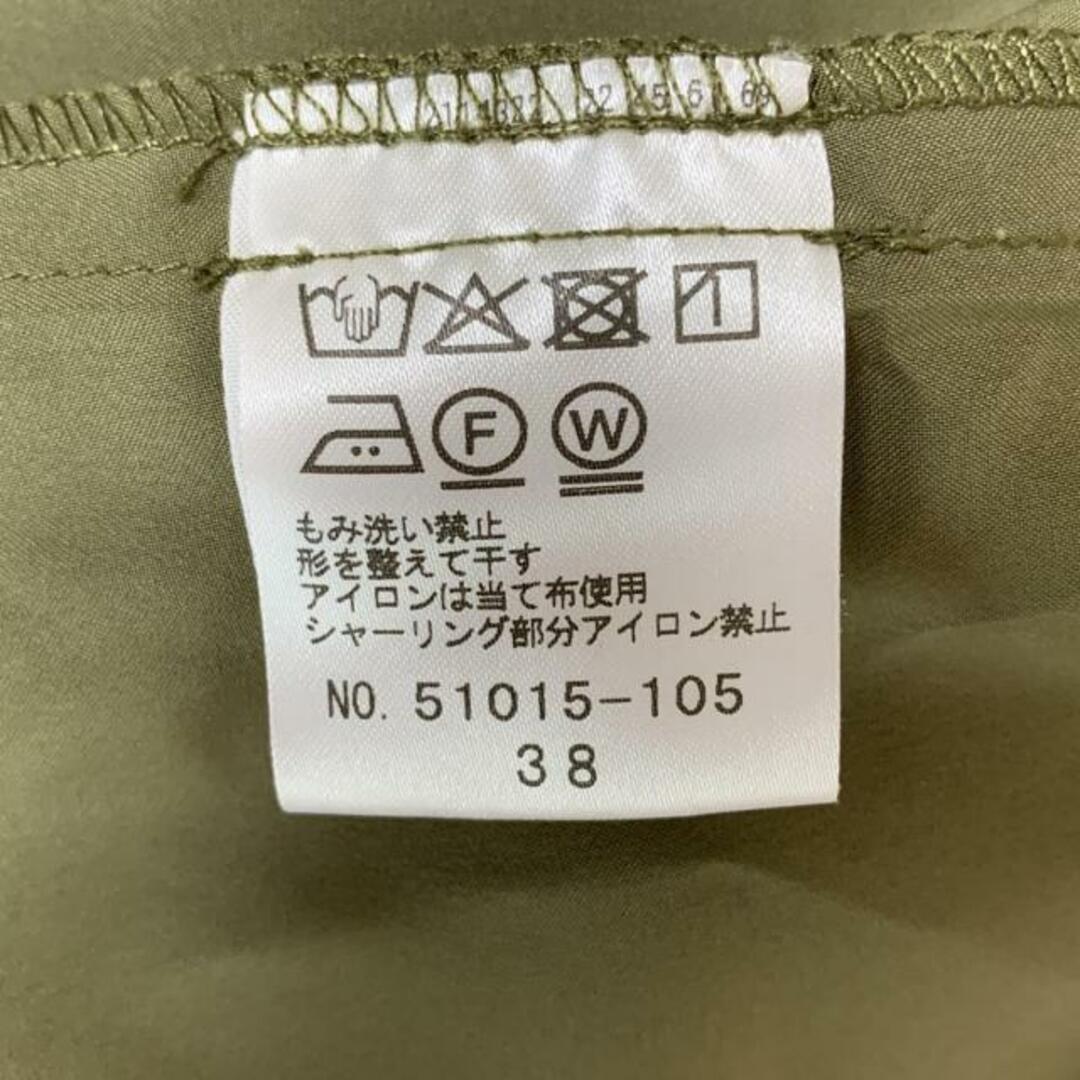 F W
もみ洗い禁止
形を整えて干す
アイロンは当て布使用
シャーリング部分アイロン禁止
NO. 51015-105
38